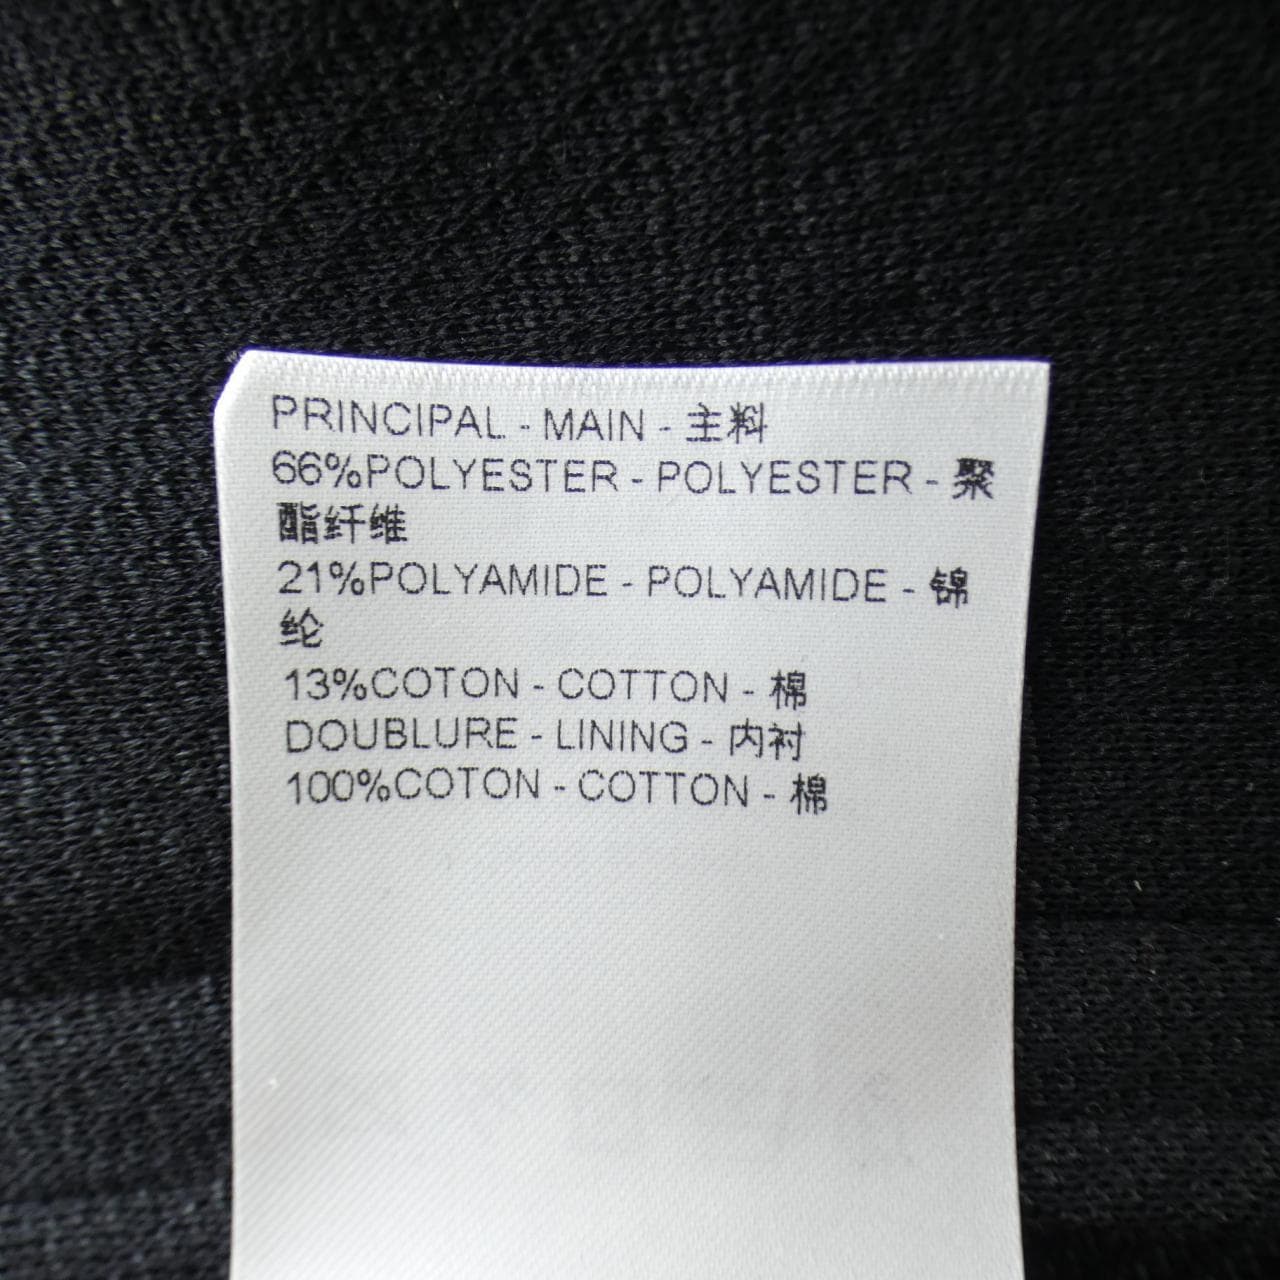 PRINCIPAL - MAIN - 主料
66%POLYESTER - POLYESTER - 聚
酯纤维
21%POLYAMIDE - POLYAMIDE - 锦
纶
13%COTON - COTTON - 棉
DOUBLURE - LINING - 内衬
100%COTON - COTTON - 棉